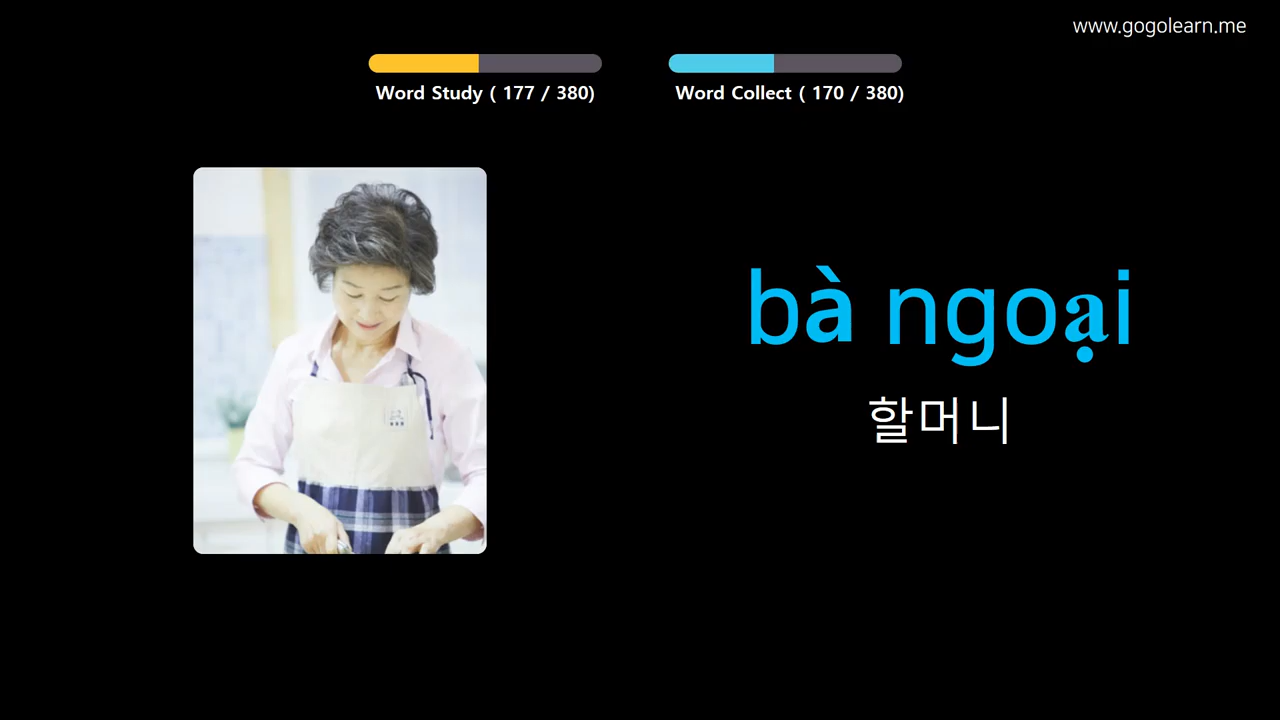 www.gogolearn.me
Word Study ( 177 / 380)
Word Collect ( 170 / 380)
bà ngoại
할머니